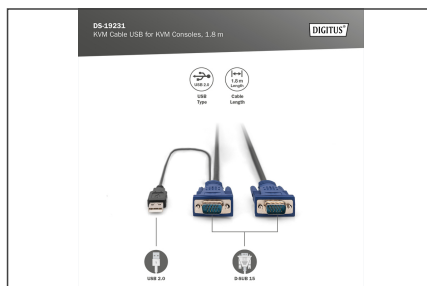 DS-19231
KVM Cable USB for KVM Consoles, 1.8 m
DIGITUS®
USB 2.0
1.8 m
Length
USB
Type
Cable
Length
USB 2.0
D-SUB 15